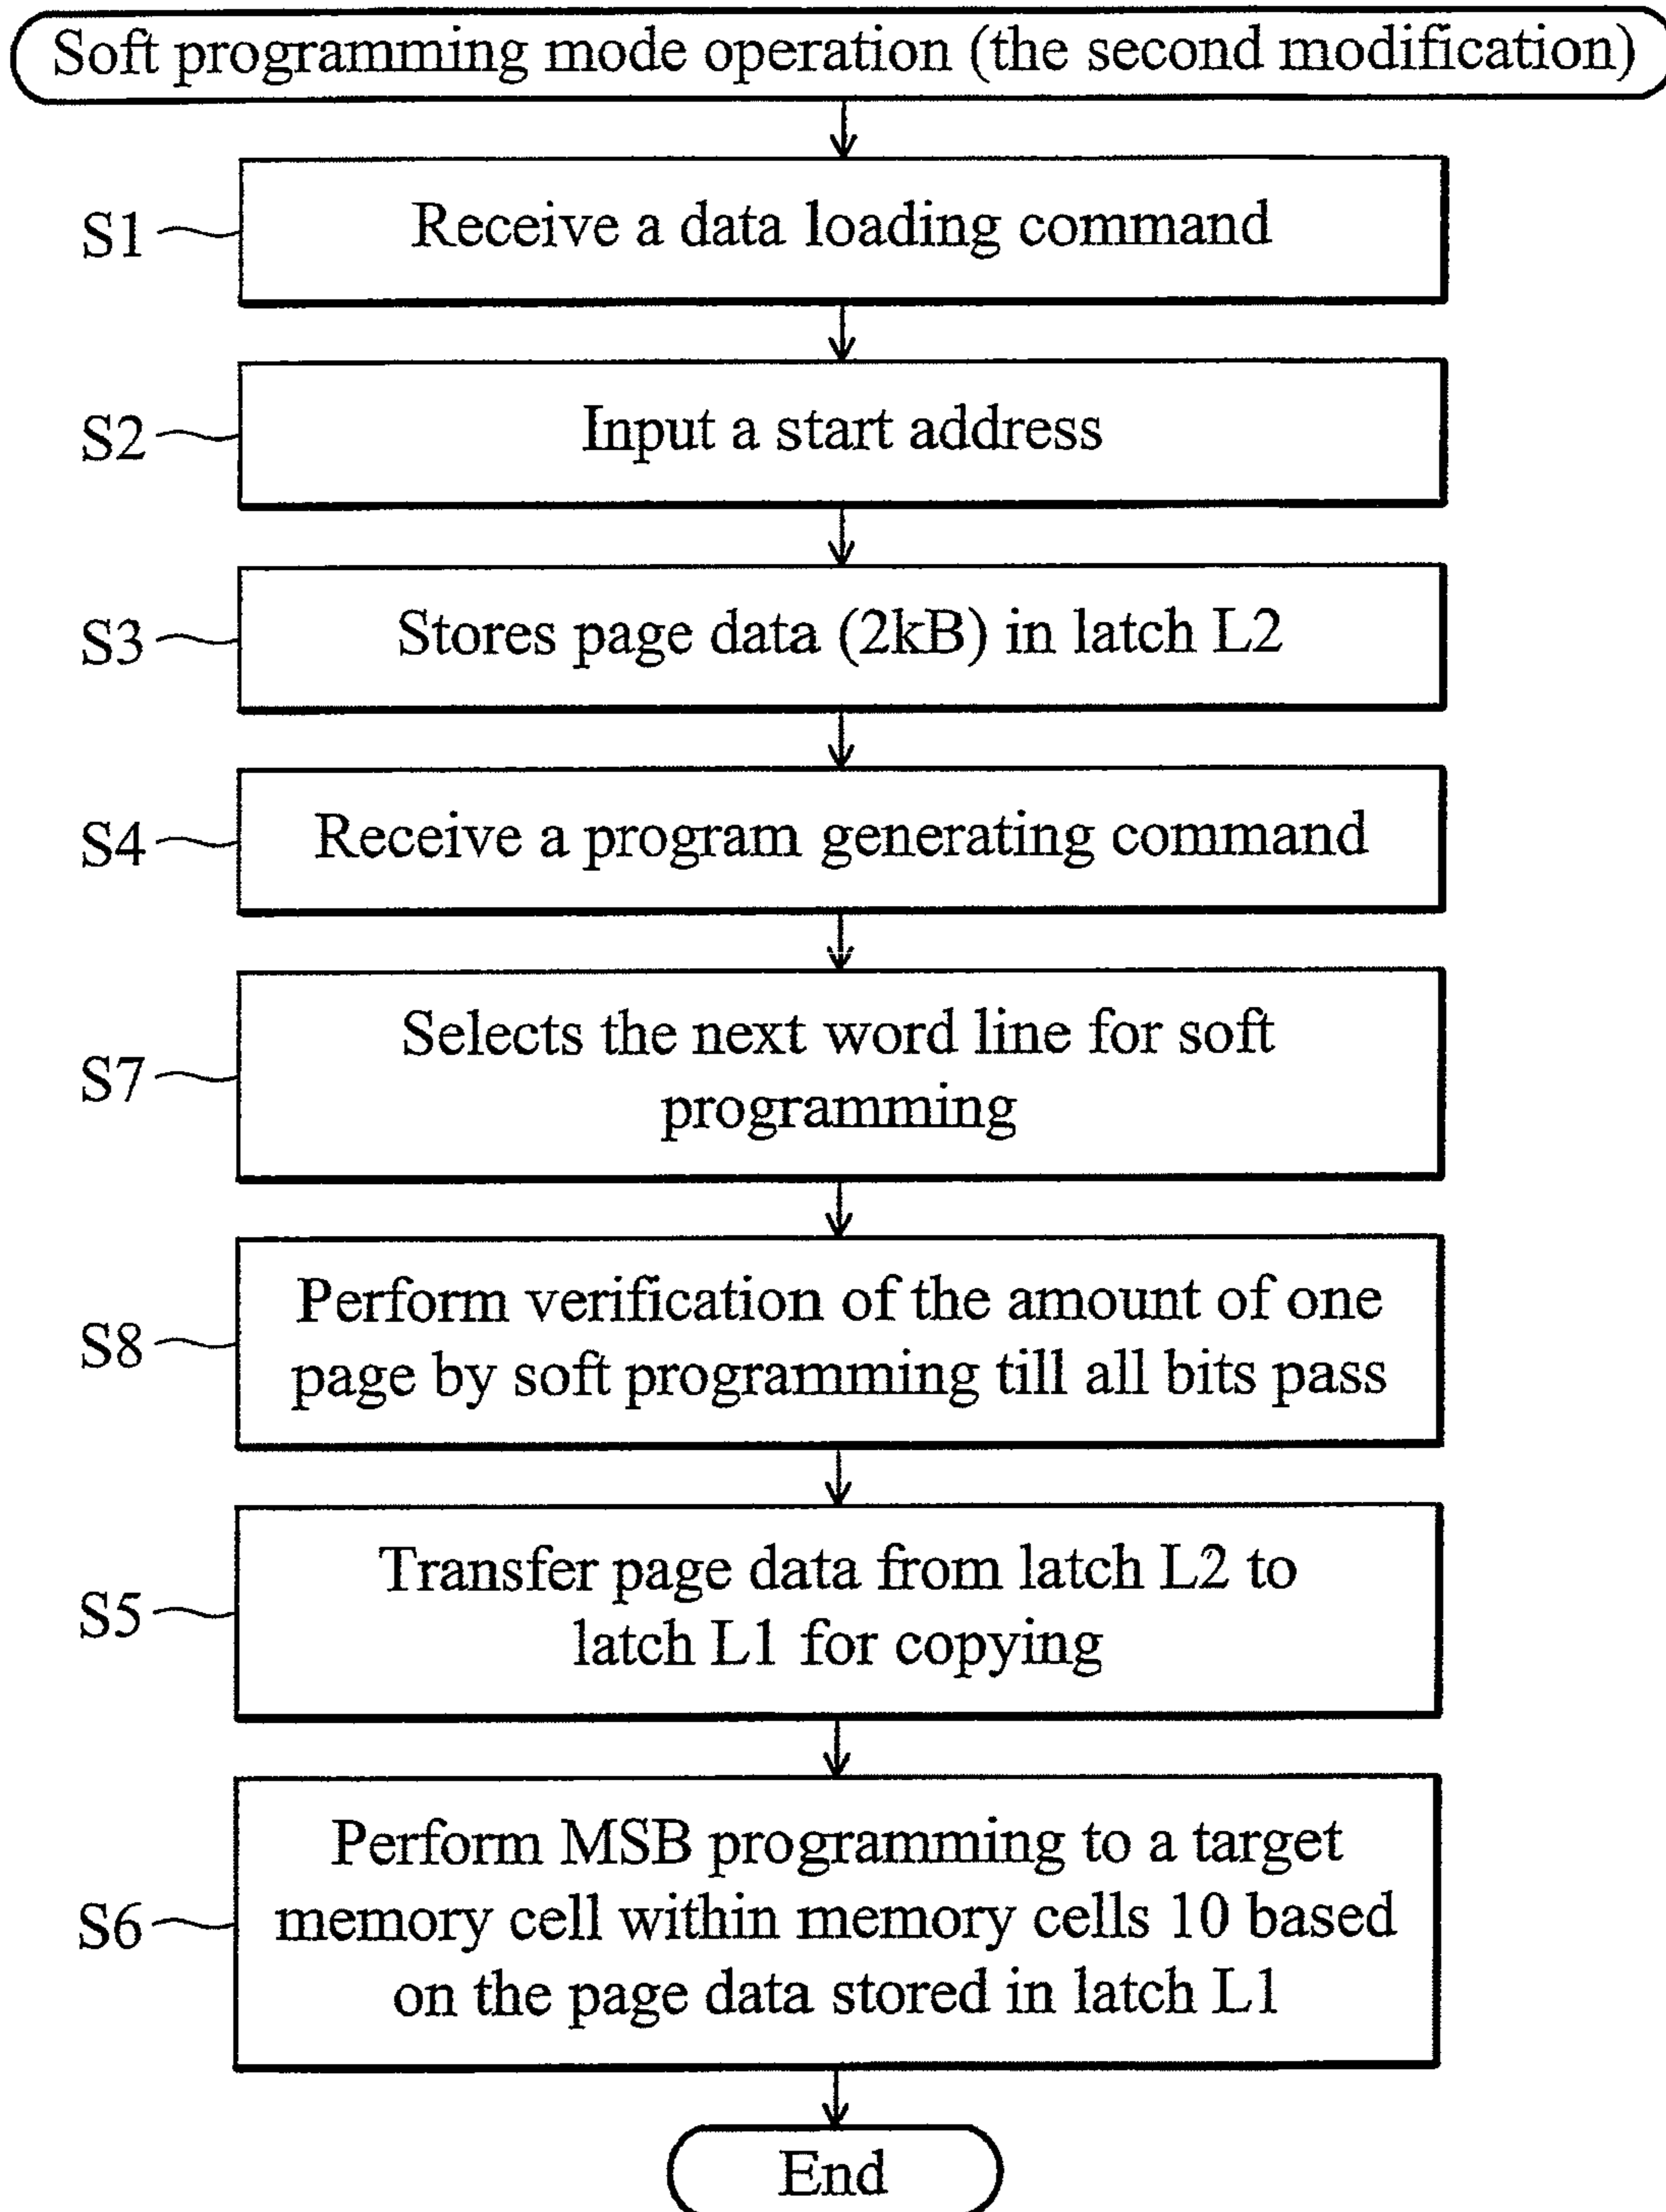 Soft programming mode operation (the second modification)
S1
Receive a data loading command
S2
Input a start address
S3
Stores page data (2kB) in latch L2
S4
Receive a program generating command
S7
Selects the next word line for soft
programming
S8
Perform verification of the amount of one
page by soft programming till all bits pass
S5
Transfer page data from latch L2 to
latch L1 for copying
S6
Perform MSB programming to a target
memory cell within memory cells 10 based
on the page data stored in latch L1
End